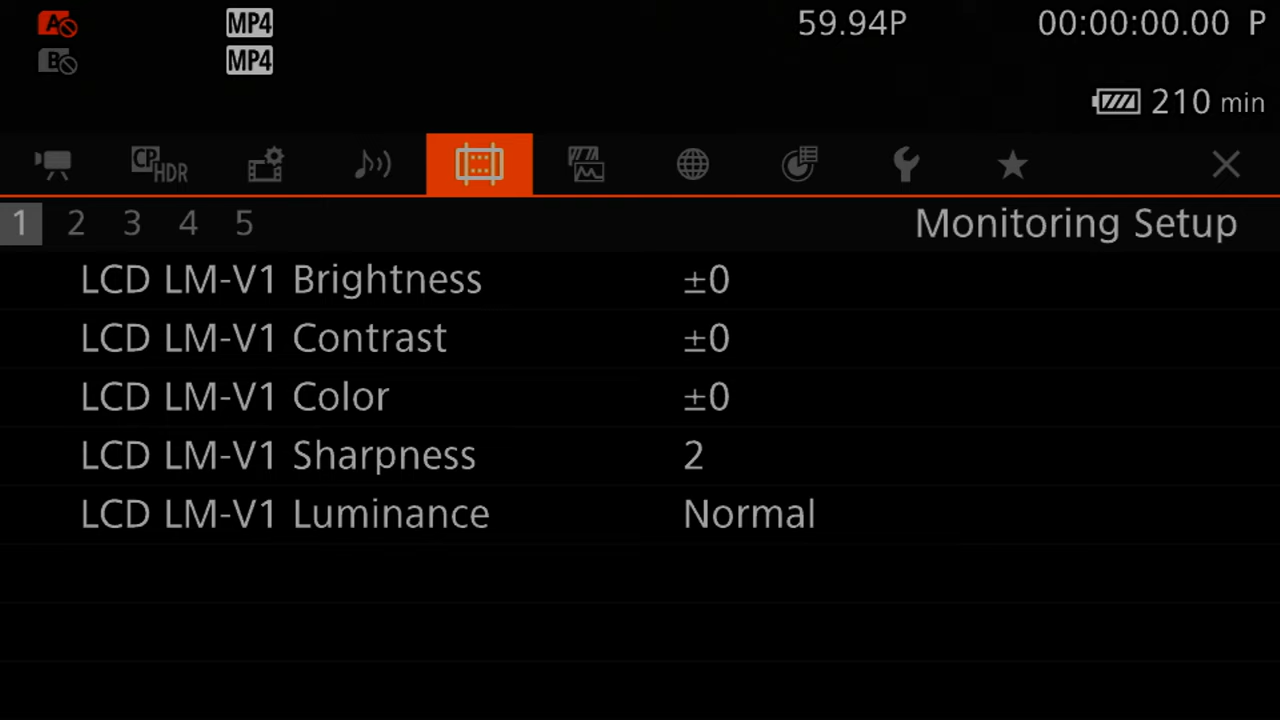 A MP4 59.94P 00:00:00.00 P
B MP4
210 min
CP HDR
1 2 3 4 5 Monitoring Setup
LCD LM-V1 Brightness ±0
LCD LM-V1 Contrast ±0
LCD LM-V1 Color ±0
LCD LM-V1 Sharpness 2
LCD LM-V1 Luminance Normal